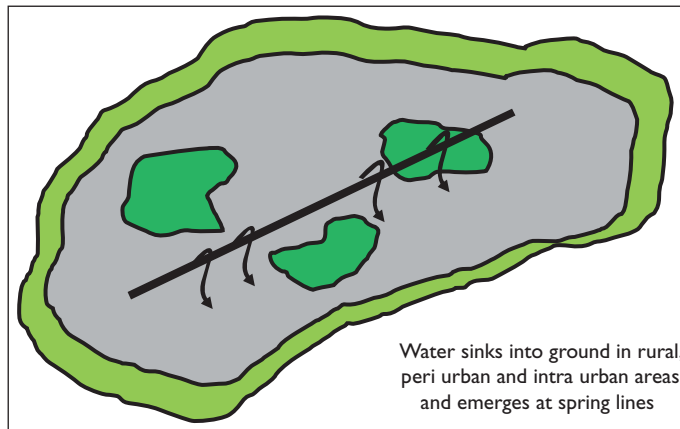 Water sinks into ground in rural,
peri urban and intra urban areas
and emerges at spring lines